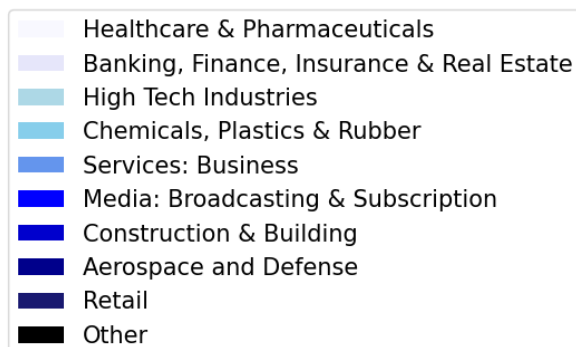 Healthcare & Pharmaceuticals
Banking, Finance, Insurance & Real Estate
High Tech Industries
Chemicals, Plastics & Rubber
Services: Business
Media: Broadcasting & Subscription
Construction & Building
Aerospace and Defense
Retail
Other